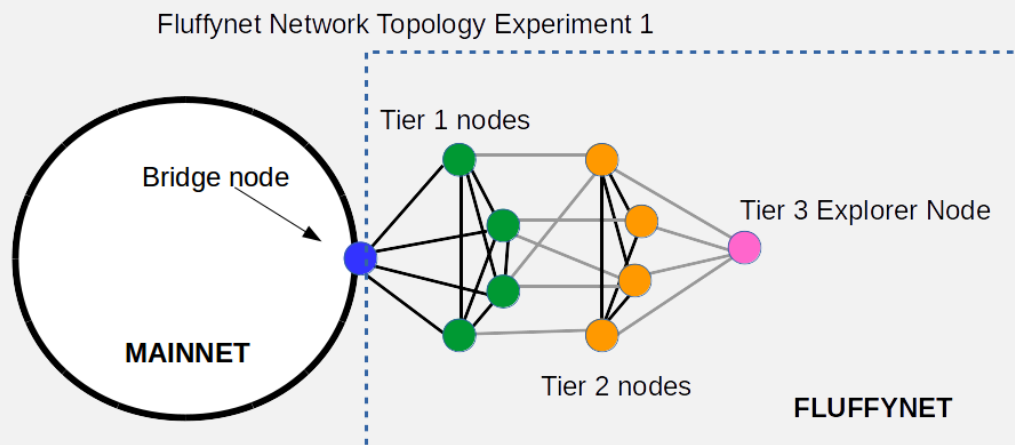 Fluffynet Network Topology Experiment 1
Tier 1 nodes
Bridge node
Tier 3 Explorer Node
MAINNET
Tier 2 nodes
FLUFFYNET